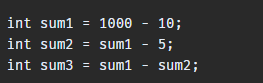 int sum1 = 1000 - 10;
int sum2 = sum1 - 5;
int sum3 = sum1 - sum2;